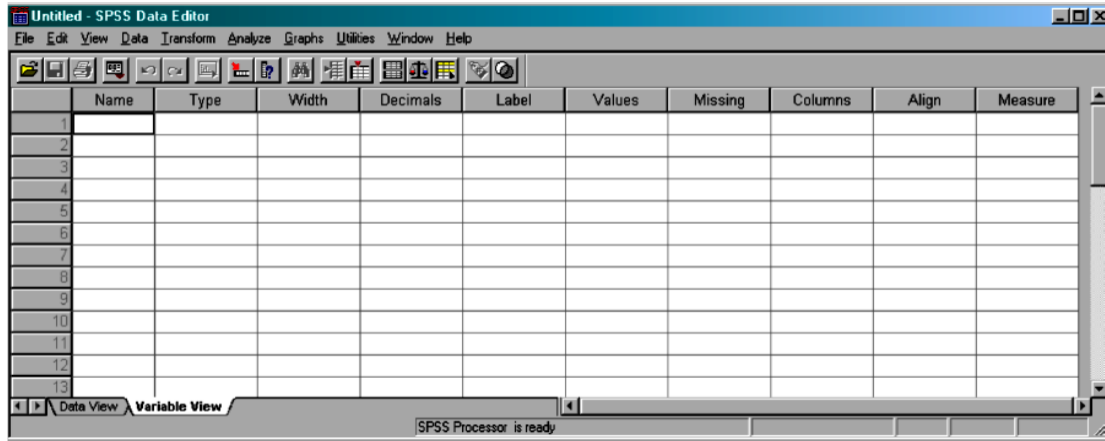 Untitled - SPSS Data Editor
File Edit View Data Transform Analyze Graphs Utilities Window Help
Name Type Width Decimals Label Values Missing Columns Align Measure
1
2
3
4
5
6
7
8
9
10
11
12
13
Data View Variable View
SPSS Processor is ready